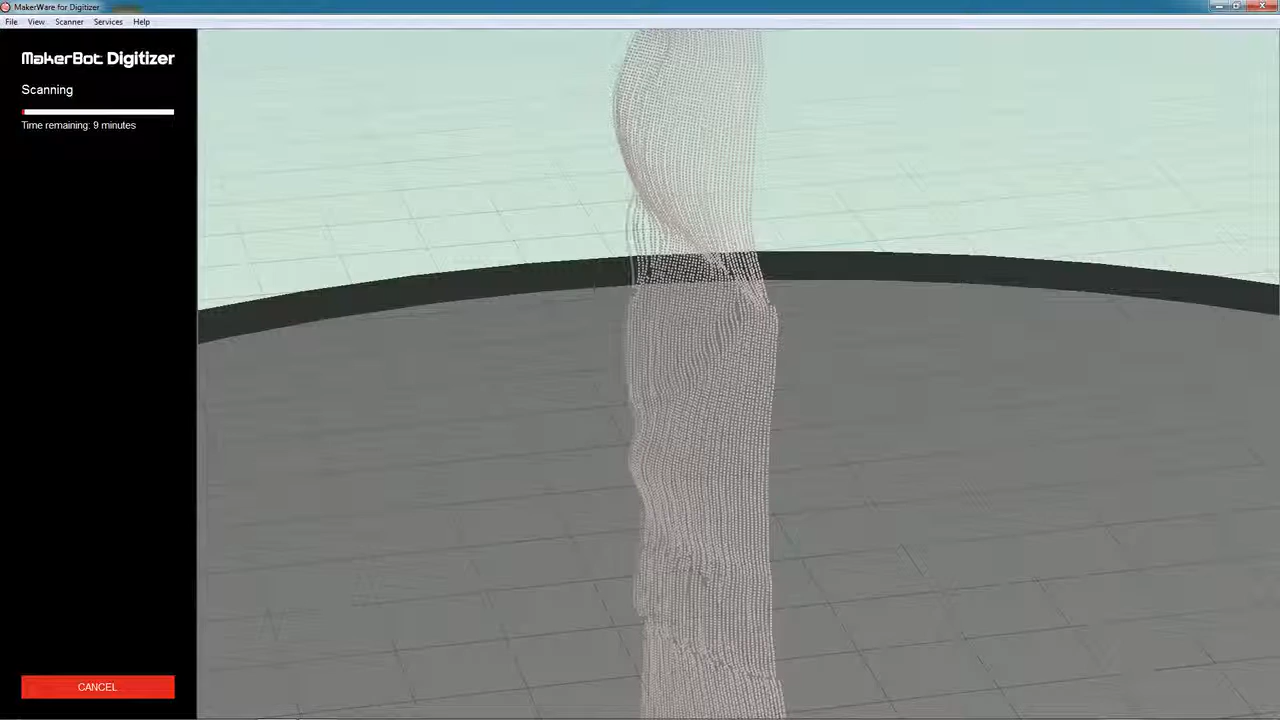 MakerWare for Digitizer
File View Scanner Services Help
MakerBot Digitizer
Scanning
Time remaining: 9 minutes
CANCEL